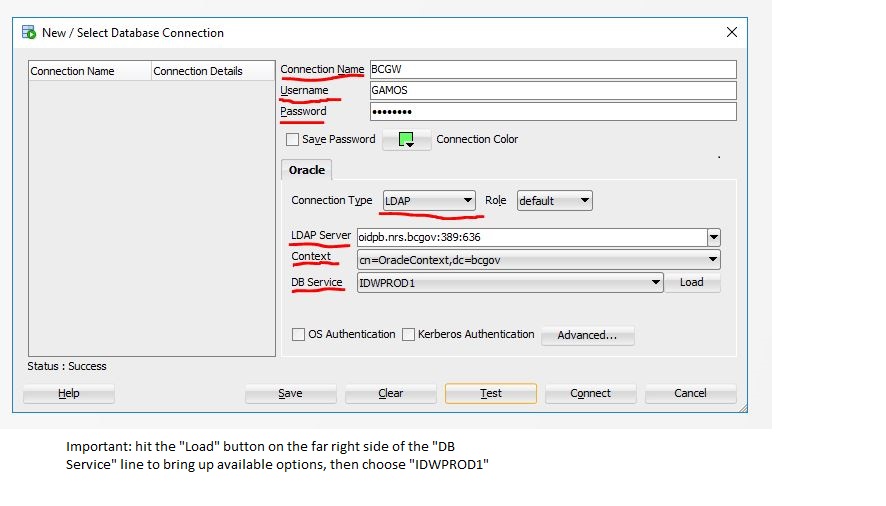 New / Select Database Connection
Connection Name Connection Details
Connection Name BCGW
Username GAMOS
Password ••••••••
Save Password Connection Color
Oracle
Connection Type LDAP Role default
LDAP Server oidpb.nrs.bcgov:389:636
Context cn=OracleContext,dc=bcgov
DB Service IDWPROD1 Load
OS Authentication Kerberos Authentication Advanced...
Status : Success
Help Save Clear Test Connect Cancel
Important: hit the "Load" button on the far right side of the "DB
Service" line to bring up available options, then choose "IDWPROD1"